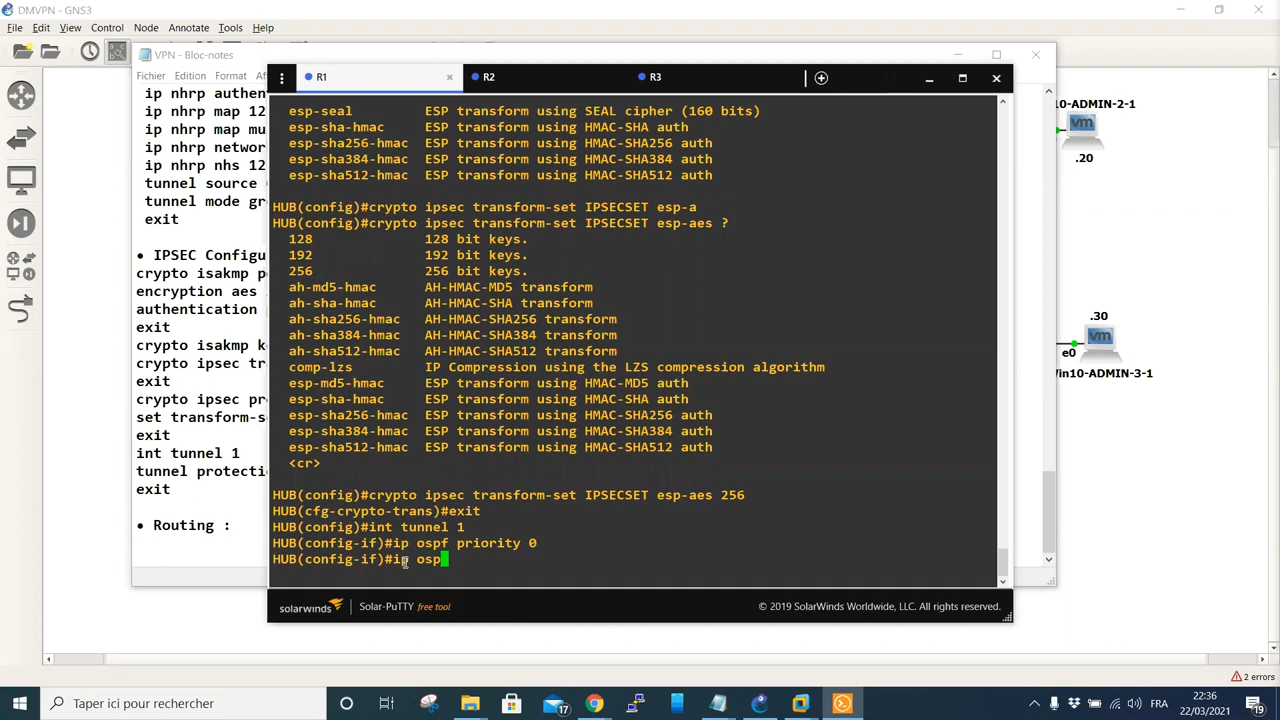 DMVPN - GNS3
File Edit View Control Node Annotate Tools Help
VPN - Bloc-notes
Fichier Edition Format
ip nhrp authen
ip nhrp map 12
ip nhrp map mu
ip nhrp networ
ip nhrp nhs 12
tunnel source
tunnel mode gr
exit
• IPSEC Configu
crypto isakmp p
encryption aes
authentication
exit
crypto isakmp k
crypto ipsec tr
exit
crypto ipsec pr
set transform-s
exit
int tunnel 1
tunnel protecti
exit
• Routing :
R1 R2 R3
esp-seal ESP transform using SEAL cipher (160 bits)
esp-sha-hmac ESP transform using HMAC-SHA auth
esp-sha256-hmac ESP transform using HMAC-SHA256 auth
esp-sha384-hmac ESP transform using HMAC-SHA384 auth
esp-sha512-hmac ESP transform using HMAC-SHA512 auth
HUB(config)#crypto ipsec transform-set IPSECSET esp-a
HUB(config)#crypto ipsec transform-set IPSECSET esp-aes ?
128 128 bit keys.
192 192 bit keys.
256 256 bit keys.
ah-md5-hmac AH-HMAC-MD5 transform
ah-sha-hmac AH-HMAC-SHA transform
ah-sha256-hmac AH-HMAC-SHA256 transform
ah-sha384-hmac AH-HMAC-SHA384 transform
ah-sha512-hmac AH-HMAC-SHA512 transform
comp-lzs IP Compression using the LZS compression algorithm
esp-md5-hmac ESP transform using HMAC-MD5 auth
esp-sha-hmac ESP transform using HMAC-SHA auth
esp-sha256-hmac ESP transform using HMAC-SHA256 auth
esp-sha384-hmac ESP transform using HMAC-SHA384 auth
esp-sha512-hmac ESP transform using HMAC-SHA512 auth
<cr>
HUB(config)#crypto ipsec transform-set IPSECSET esp-aes 256
HUB(cfg-crypto-trans)#exit
HUB(config)#int tunnel 1
HUB(config-if)#ip ospf priority 0
HUB(config-if)#ip osp
solarwinds Solar-PuTTY free tool © 2019 SolarWinds Worldwide, LLC. All rights reserved.
10-ADMIN-2-1
vm
.20
.30
vm
e0
in10-ADMIN-3-1
2 errors
Taper ici pour rechercher
17
FRA
22:36
22/03/2021
19